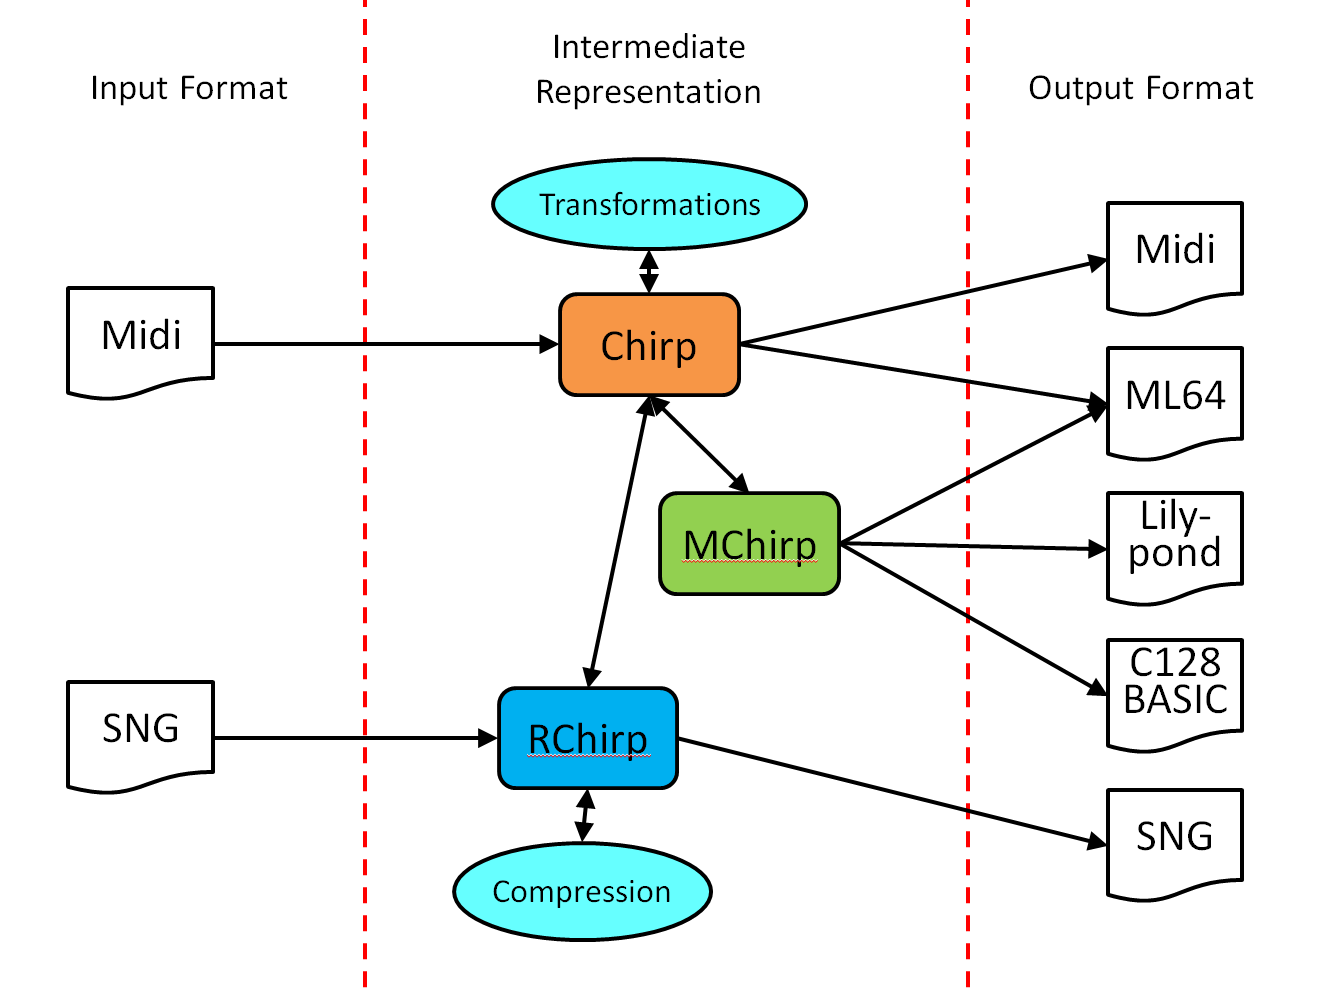 Input Format
Intermediate
Representation
Output Format
Transformations
Midi
Chirp
Midi
ML64
MChirp
Lily-
pond
SNG
RChirp
C128
BASIC
Compression
SNG